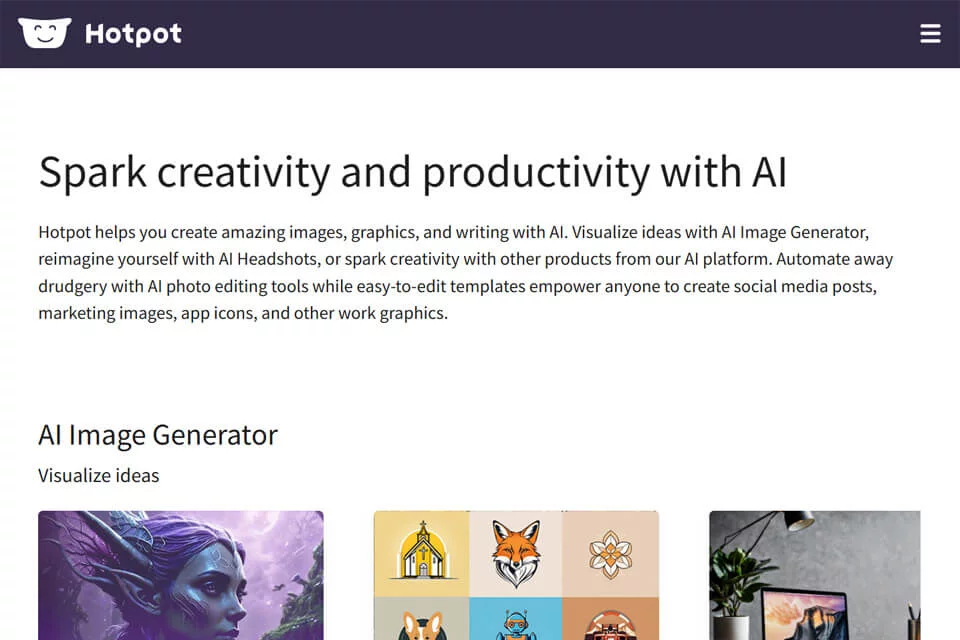 Hotpot
Spark creativity and productivity with AI
Hotpot helps you create amazing images, graphics, and writing with AI. Visualize ideas with AI Image Generator,
reimagine yourself with AI Headshots, or spark creativity with other products from our AI platform. Automate away
drudgery with AI photo editing tools while easy-to-edit templates empower anyone to create social media posts,
marketing images, app icons, and other work graphics.
AI Image Generator
Visualize ideas